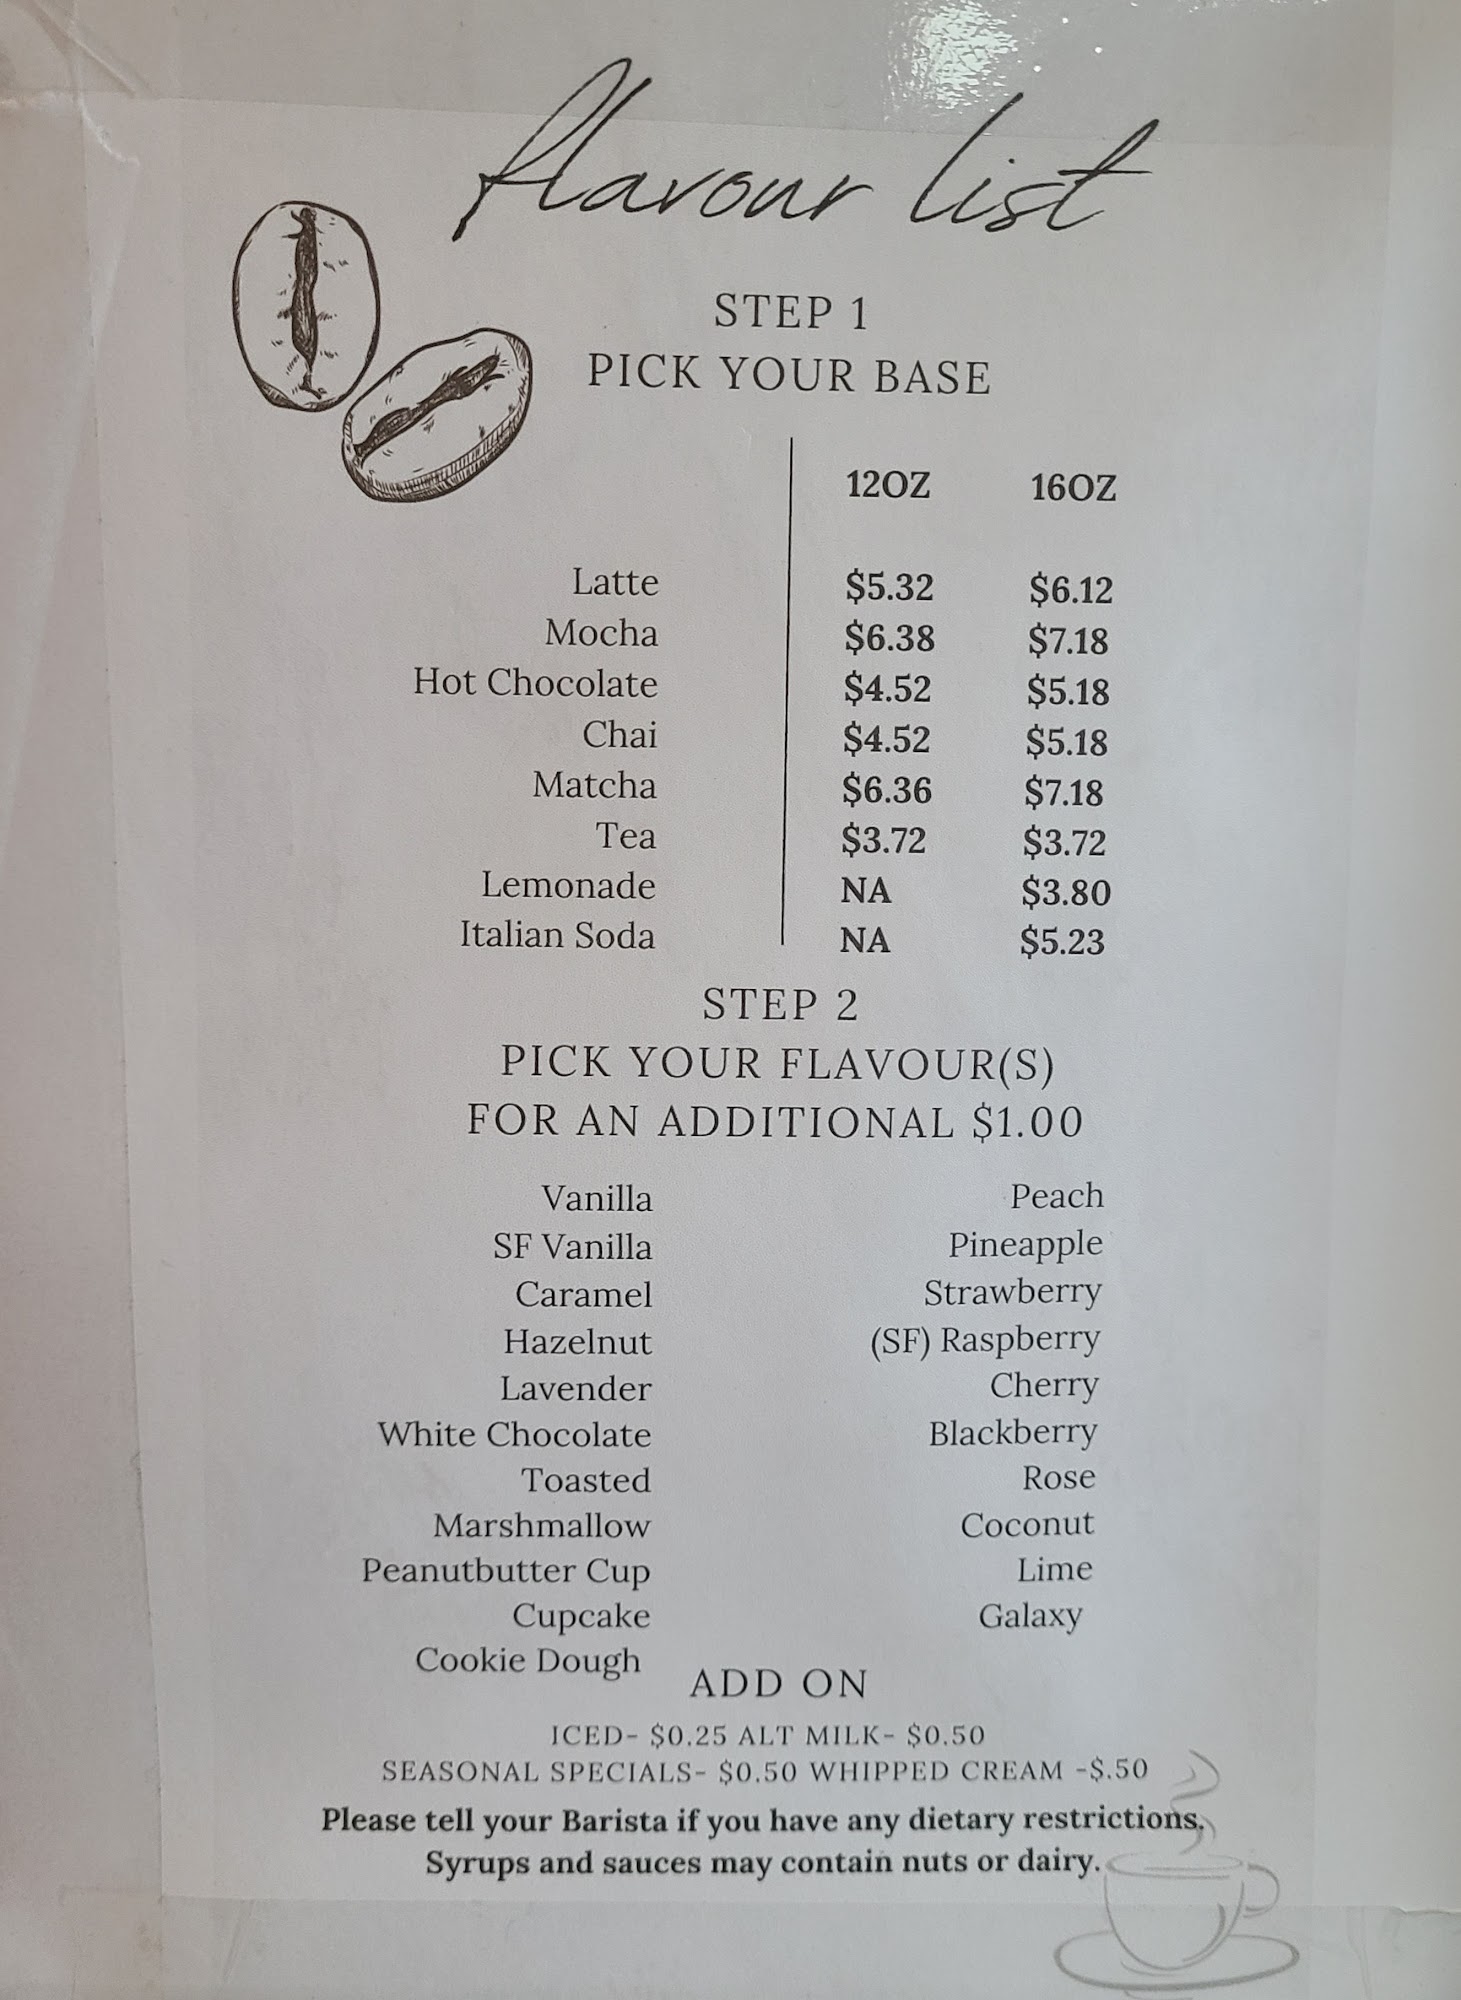 flavour list
STEP 1
PICK YOUR BASE
12OZ 16OZ
Latte $5.32 $6.12
Mocha $6.38 $7.18
Hot Chocolate $4.52 $5.18
Chai $4.52 $5.18
Matcha $6.36 $7.18
Tea $3.72 $3.72
Lemonade NA $3.80
Italian Soda NA $5.23
STEP 2
PICK YOUR FLAVOUR(S)
FOR AN ADDITIONAL $1.00
Vanilla Peach
SF Vanilla Pineapple
Caramel Strawberry
Hazelnut (SF) Raspberry
Lavender Cherry
White Chocolate Blackberry
Toasted Rose
Marshmallow Coconut
Peanutbutter Cup Lime
Cupcake Galaxy
Cookie Dough
ADD ON
ICED- $0.25 ALT MILK- $0.50
SEASONAL SPECIALS- $0.50 WHIPPED CREAM -$.50
Please tell your Barista if you have any dietary restrictions.
Syrups and sauces may contain nuts or dairy.